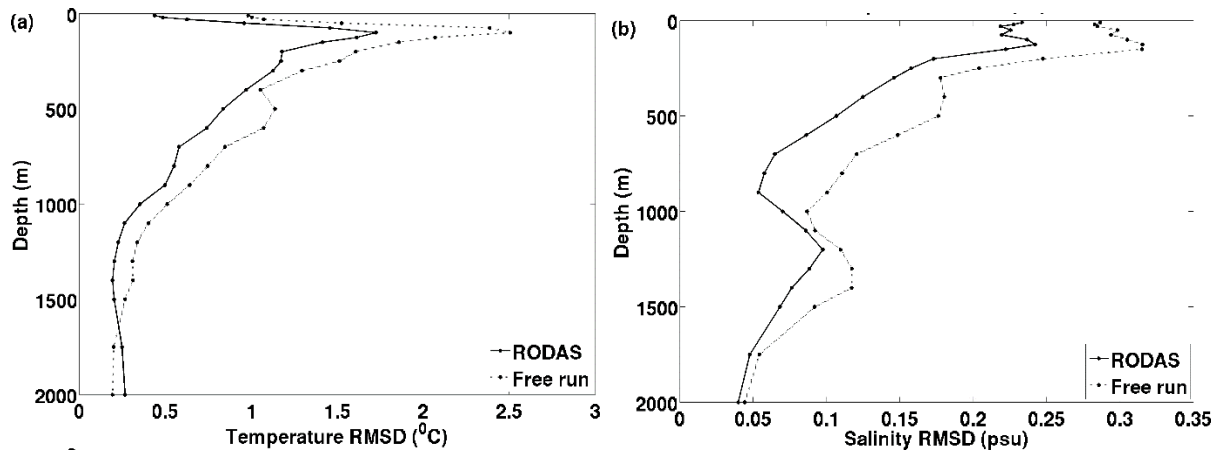 (a)
0
500
1000
1500
2000
Depth (m)
0
0.5
1
1.5
2
2.5
3
Temperature RMSD (⁰C)
RODAS
Free run
(b)
0
500
1000
1500
2000
Depth (m)
0
0.05
0.1
0.15
0.2
0.25
0.3
0.35
Salinity RMSD (psu)
RODAS
Free run